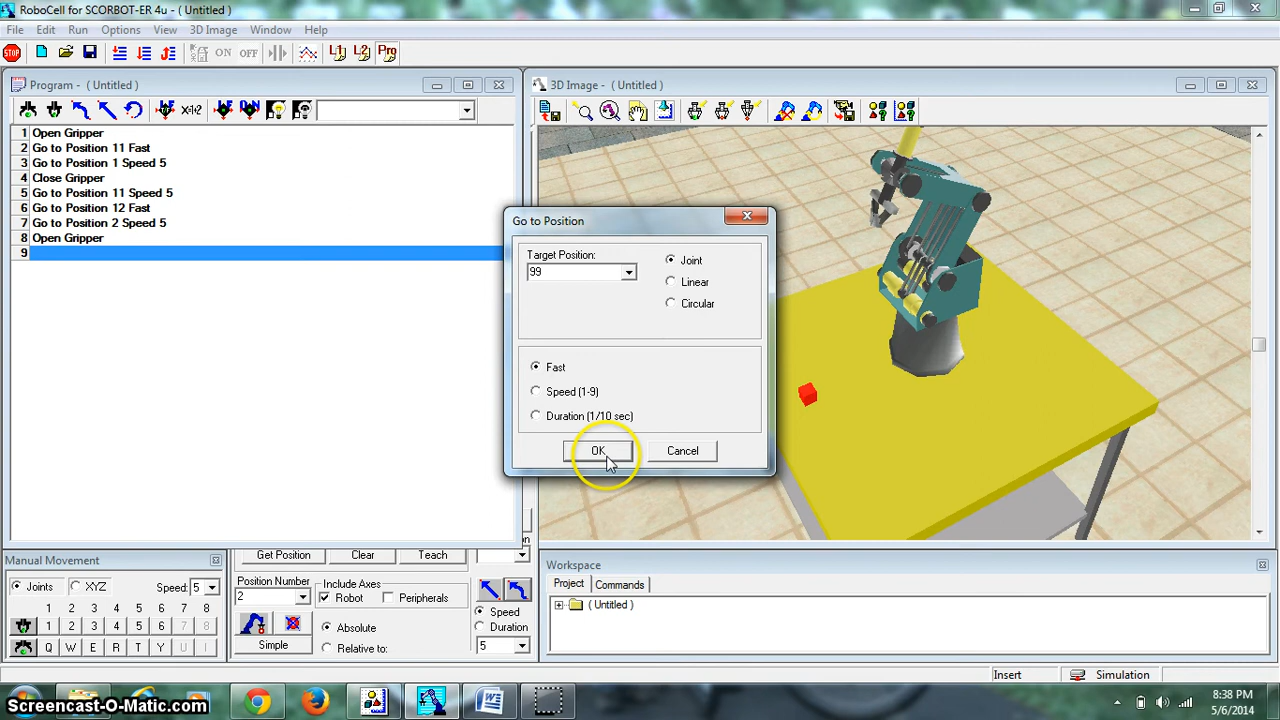 RoboCell for SCORBOT-ER 4u - ( Untitled )
File Edit Run Options View 3D Image Window Help
STOP ON OFF L1 L2 Prg
Program - ( Untitled )
3D Image - ( Untitled )
1 Open Gripper
2 Go to Position 11 Fast
3 Go to Position 1 Speed 5
4 Close Gripper
5 Go to Position 11 Speed 5
6 Go to Position 12 Fast
7 Go to Position 2 Speed 5
8 Open Gripper
9
Go to Position
Target Position:
99
Joint
Linear
Circular
Fast
Speed (1-9)
Duration (1/10 sec)
OK Cancel
Manual Movement
Joints XYZ Speed: 5
1 2 3 4 5 6 7 8
1 2 3 4 5 6 7 8
Q W E R T Y U I
Get Position Clear Teach
Position Number
2
Include Axes
Robot Peripherals
Absolute
Simple Relative to:
Speed
Duration
5
Workspace
Project Commands
( Untitled )
Insert Simulation
Screencast-O-Matic.com
8:38 PM
5/6/2014